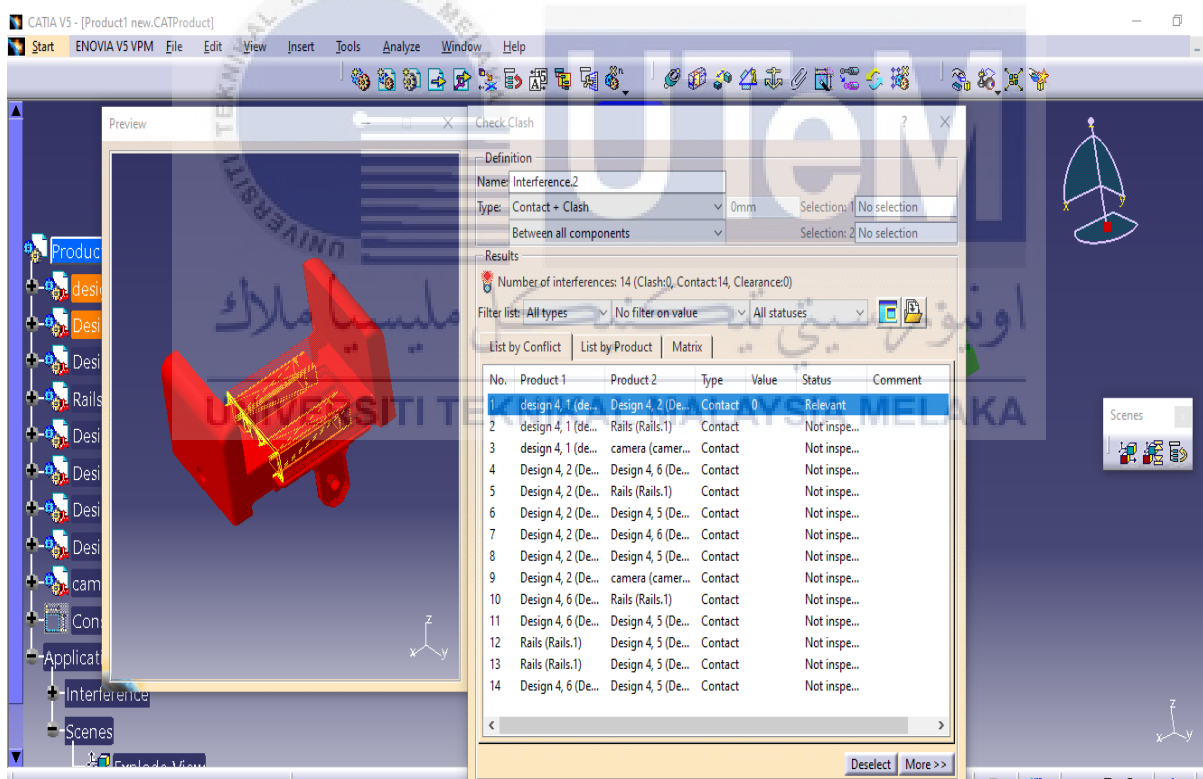 CATIA V5 - [Product1 new.CATProduct]
Start ENOVIA V5 VPM File Edit View Insert Tools Analyze Window Help
Preview
Check Clash
Definition
Name: Interference.2
Type: Contact + Clash 0mm Selection: 1 No selection
Between all components Selection: 2 No selection
Results
Number of interferences: 14 (Clash:0, Contact:14, Clearance:0)
Filter list: All types No filter on value All statuses
List by Conflict List by Product Matrix
No. Product 1 Product 2 Type Value Status Comment
1 design 4, 1 (de... Design 4, 2 (De... Contact 0 Relevant
2 design 4, 1 (de... Rails (Rails.1) Contact Not inspe...
3 design 4, 1 (de... camera (camer... Contact Not inspe...
4 Design 4, 2 (De... Design 4, 6 (De... Contact Not inspe...
5 Design 4, 2 (De... Rails (Rails.1) Contact Not inspe...
6 Design 4, 2 (De... Design 4, 5 (De... Contact Not inspe...
7 Design 4, 2 (De... Design 4, 6 (De... Contact Not inspe...
8 Design 4, 2 (De... Design 4, 5 (De... Contact Not inspe...
9 Design 4, 2 (De... camera (camer... Contact Not inspe...
10 Design 4, 6 (De... Rails (Rails.1) Contact Not inspe...
11 Design 4, 6 (De... Design 4, 5 (De... Contact Not inspe...
12 Rails (Rails.1) Design 4, 5 (De... Contact Not inspe...
13 Rails (Rails.1) Design 4, 5 (De... Contact Not inspe...
14 Design 4, 6 (De... Design 4, 5 (De... Contact Not inspe...
Deselect More >>
Produc
desi
Desi
Desi
Rails
Desi
Desi
Desi
Desi
cam
Con
Applicat
Interference
Scenes
Explode View
Scenes
x y z
z
x y
z
x y
UTeM
اونيۏرسيتي تيكنيكل مليسيا ملاك
UNIVERSITI TEKNIKAL MALAYSIA MELAKA